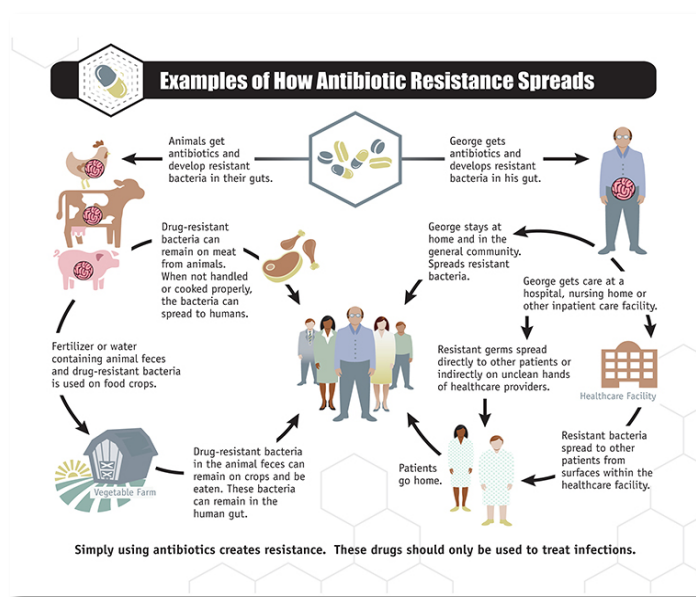 Examples of How Antibiotic Resistance Spreads
Animals get
antibiotics and
develop resistant
bacteria in their guts.
George gets
antibiotics and
develops resistant
bacteria in his gut.
Drug-resistant
bacteria can
remain on meat
from animals.
When not handled
or cooked properly,
the bacteria can
spread to humans.
George stays at
home and in the
general community.
Spreads resistant
bacteria.
George gets care at a
hospital, nursing home or
other inpatient care facility.
Fertilizer or water
containing animal feces
and drug-resistant bacteria
is used on food crops.
Resistant germs spread
directly to other patients or
indirectly on unclean hands
of healthcare providers.
Healthcare Facility
Vegetable Farm
Drug-resistant bacteria
in the animal feces can
remain on crops and be
eaten. These bacteria
can remain in the
human gut.
Patients
go home.
Resistant bacteria
spread to other
patients from
surfaces within the
healthcare facility.
Simply using antibiotics creates resistance. These drugs should only be used to treat infections.